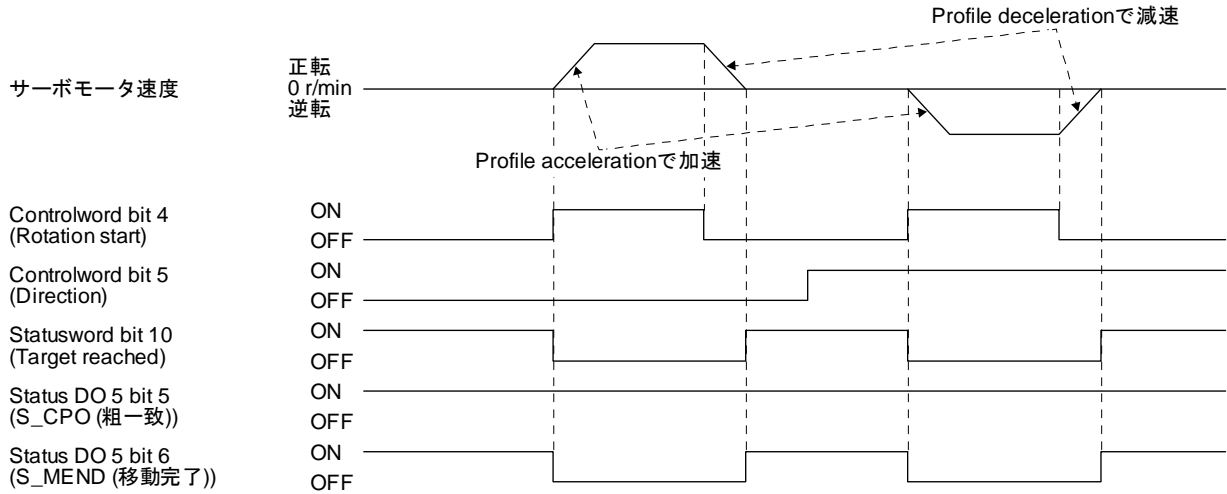 Profile decelerationで減速
正転
サーボモータ速度 0 r/min
逆転
Profile accelerationで加速
Controlword bit 4 ON
(Rotation start) OFF
Controlword bit 5 ON
(Direction) OFF
Statusword bit 10 ON
(Target reached) OFF
Status DO 5 bit 5 ON
(S_CPO (粗一致)) OFF
Status DO 5 bit 6 ON
(S_MEND (移動完了)) OFF